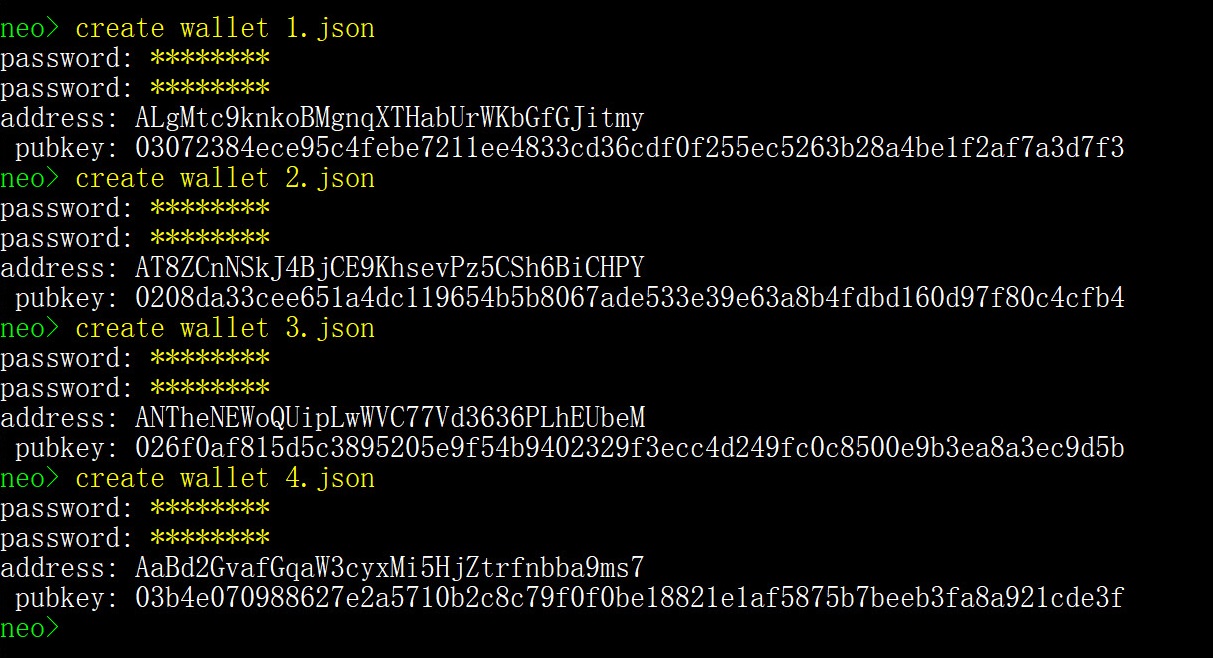 neo> create wallet 1.json
password: ********
password: ********
address: ALgMtc9knkoBMgnqXTHabUrWKbGfGJitmy
pubkey: 03072384ece95c4febe7211ee4833cd36cdf0f255ec5263b28a4be1f2af7a3d7f3
neo> create wallet 2.json
password: ********
password: ********
address: AT8ZCnNSkJ4BjCE9KhsevPz5CSh6BiCHPY
pubkey: 0208da33cee651a4dc119654b5b8067ade533e39e63a8b4fdbd160d97f80c4cfb4
neo> create wallet 3.json
password: ********
password: ********
address: ANTheNEWoQUipLwWVC77Vd3636PLhEUbeM
pubkey: 026f0af815d5c3895205e9f54b9402329f3ecc4d249fc0c8500e9b3ea8a3ec9d5b
neo> create wallet 4.json
password: ********
password: ********
address: AaBd2GvafGqaW3cyxMi5HjZtrfnbba9ms7
pubkey: 03b4e070988627e2a5710b2c8c79f0f0be18821e1af5875b7beeb3fa8a921cde3f
neo>